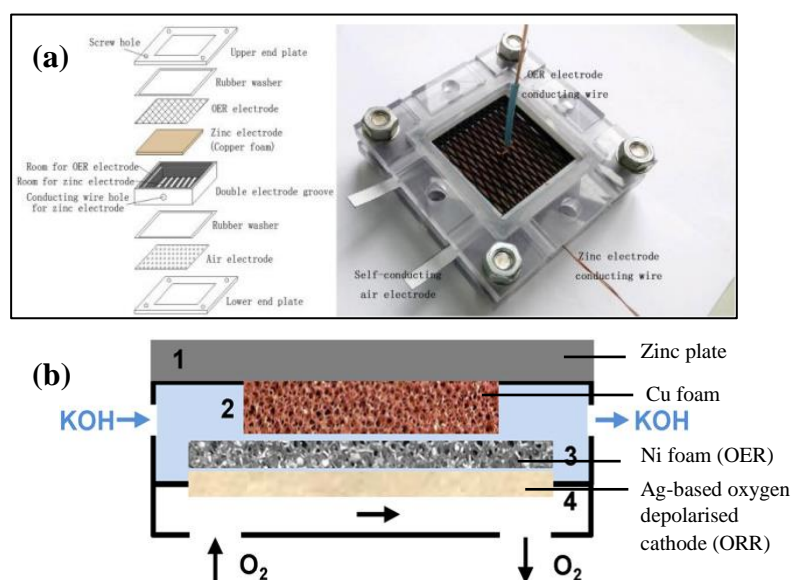 (a)
Screw hole
Upper end plate
Rubber washer
OER electrode
Zinc electrode
(Copper foam)
Room for OER electrode
Room for zinc electrode
Conducting wire hole
for zinc electrode
Double electrode groove
Rubber washer
Air electrode
Lower end plate
OER electrode
conducting wire
Self-conducting
air electrode
Zinc electrode
conducting wire
(b)
1
Zinc plate
2
Cu foam
KOH
KOH
3
Ni foam (OER)
4
Ag-based oxygen
depolarised
cathode (ORR)
O2
O2